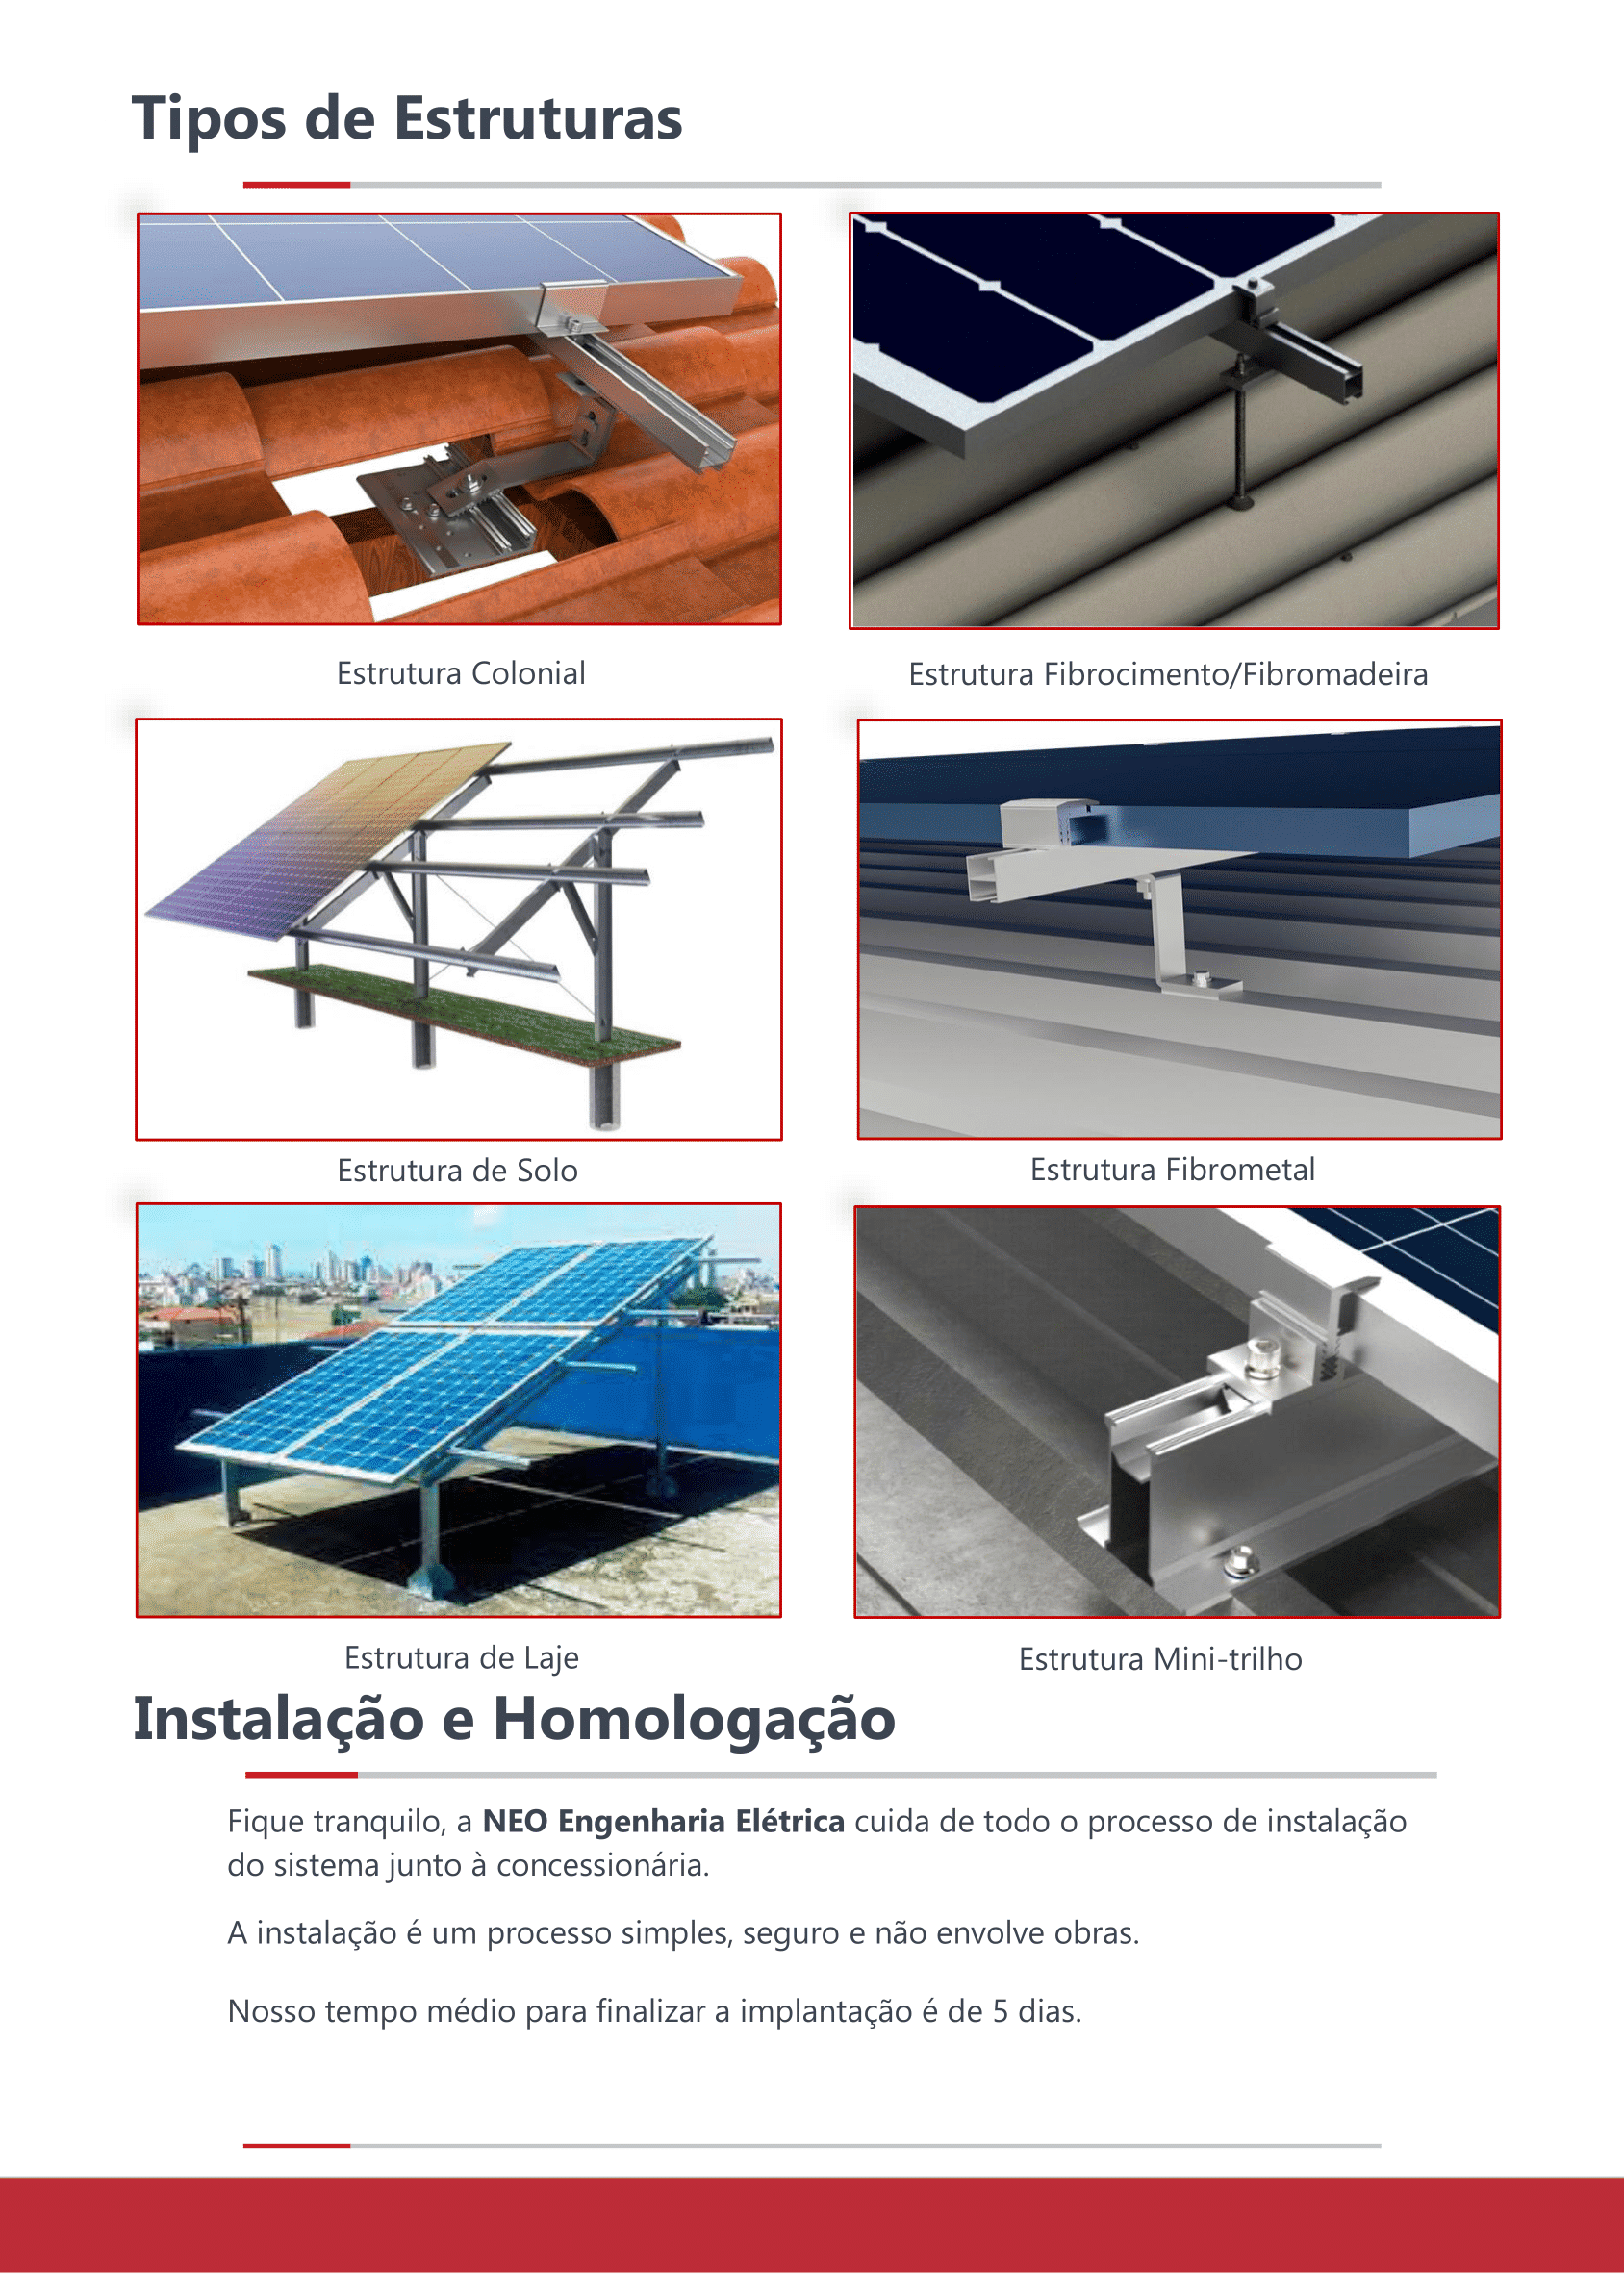 Tipos de Estruturas
Estrutura Colonial
Estrutura Fibrocimento/Fibromadeira
Estrutura de Solo
Estrutura Fibrometal
Estrutura de Laje
Estrutura Mini-trilho
Instalação e Homologação
Fique tranquilo, a NEO Engenharia Elétrica cuida de todo o processo de instalação
do sistema junto à concessionária.
A instalação é um processo simples, seguro e não envolve obras.
Nosso tempo médio para finalizar a implantação é de 5 dias.